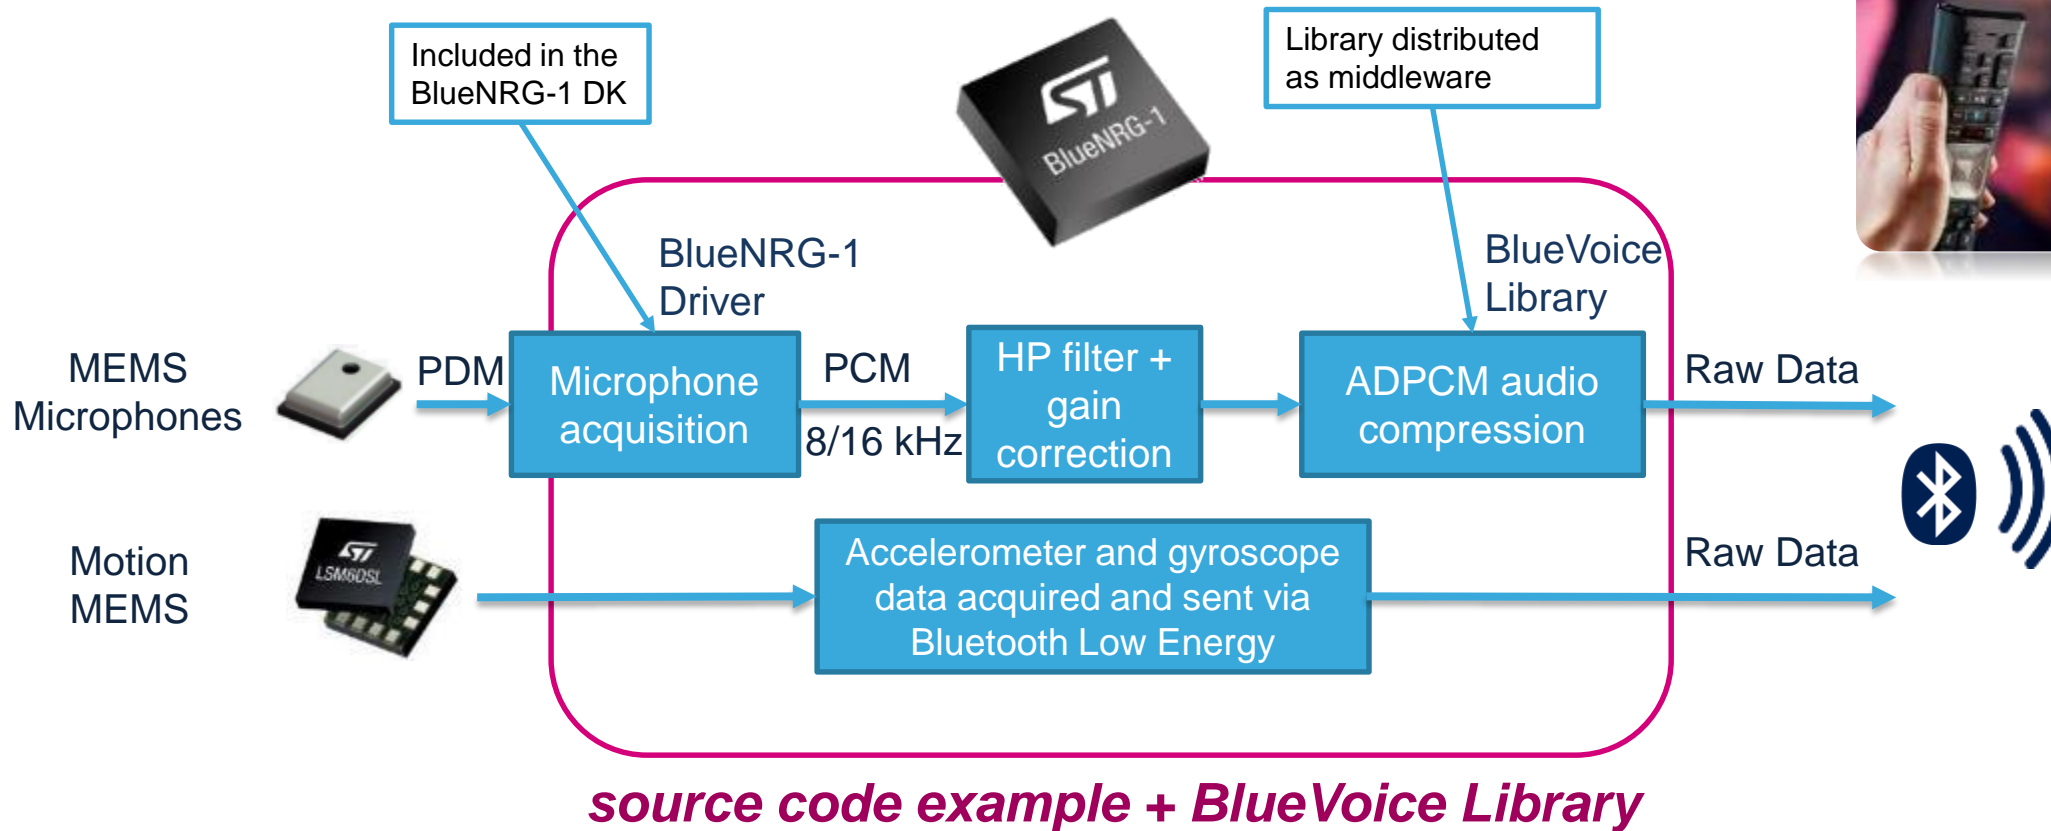 Included in the
BlueNRG-1 DK
ST
BlueNRG-1
Library distributed
as middleware
BlueNRG-1
Driver
BlueVoice
Library
MEMS
Microphones
PDM
Microphone
acquisition
PCM
8/16 kHz
HP filter +
gain
correction
ADPCM audio
compression
Raw Data
Motion
MEMS
ST
LSM6DSL
Accelerometer and gyroscope
data acquired and sent via
Bluetooth Low Energy
Raw Data
source code example + BlueVoice Library